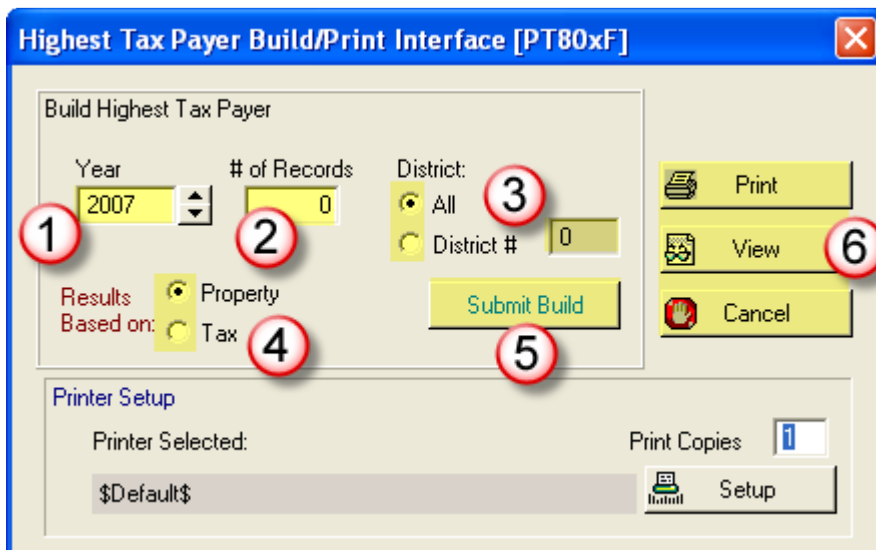 Highest Tax Payer Build/Print Interface [PT80xF]
Build Highest Tax Payer
Year
# of Records
District:
2007
0
All
District #
0
1
2
3
Results
Based on:
Property
Tax
4
Submit Build
5
Print
View
6
Cancel
Printer Setup
Printer Selected:
Print Copies
1
$Default$
Setup